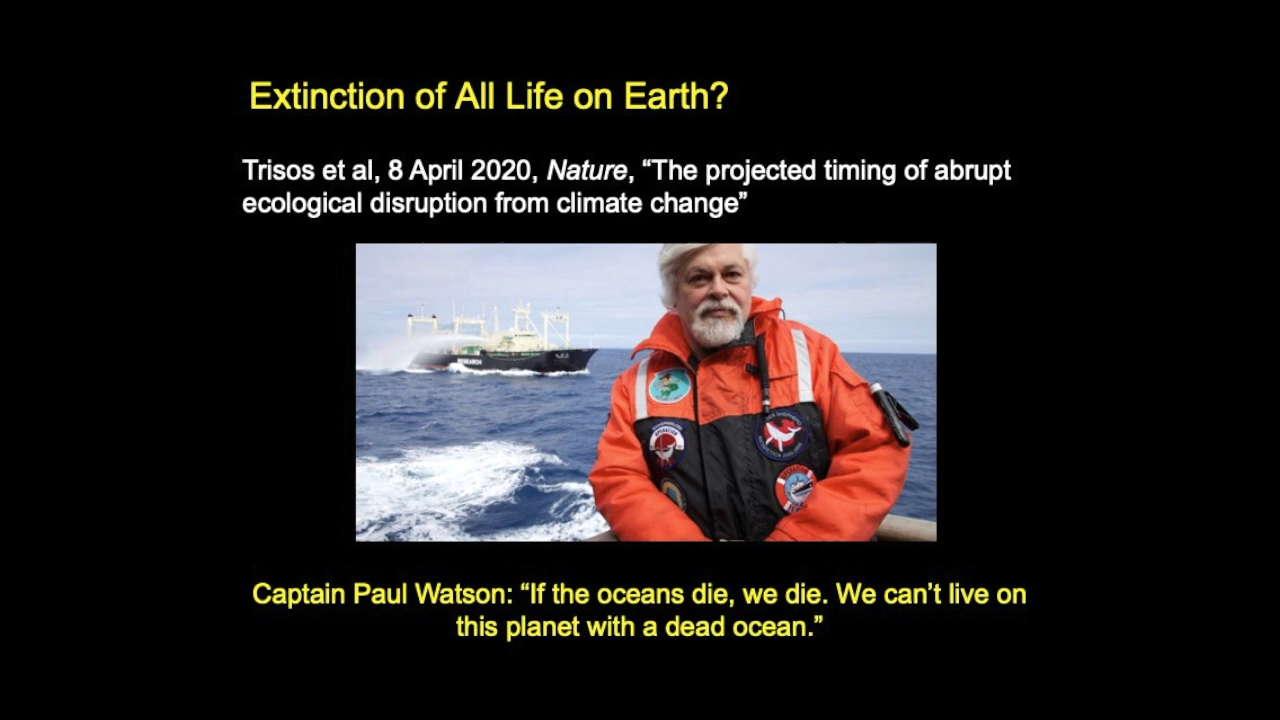 Extinction of All Life on Earth?
Trisos et al, 8 April 2020, Nature, “The projected timing of abrupt
ecological disruption from climate change”
RESEARCH
Captain Paul Watson: “If the oceans die, we die. We can’t live on
this planet with a dead ocean.”